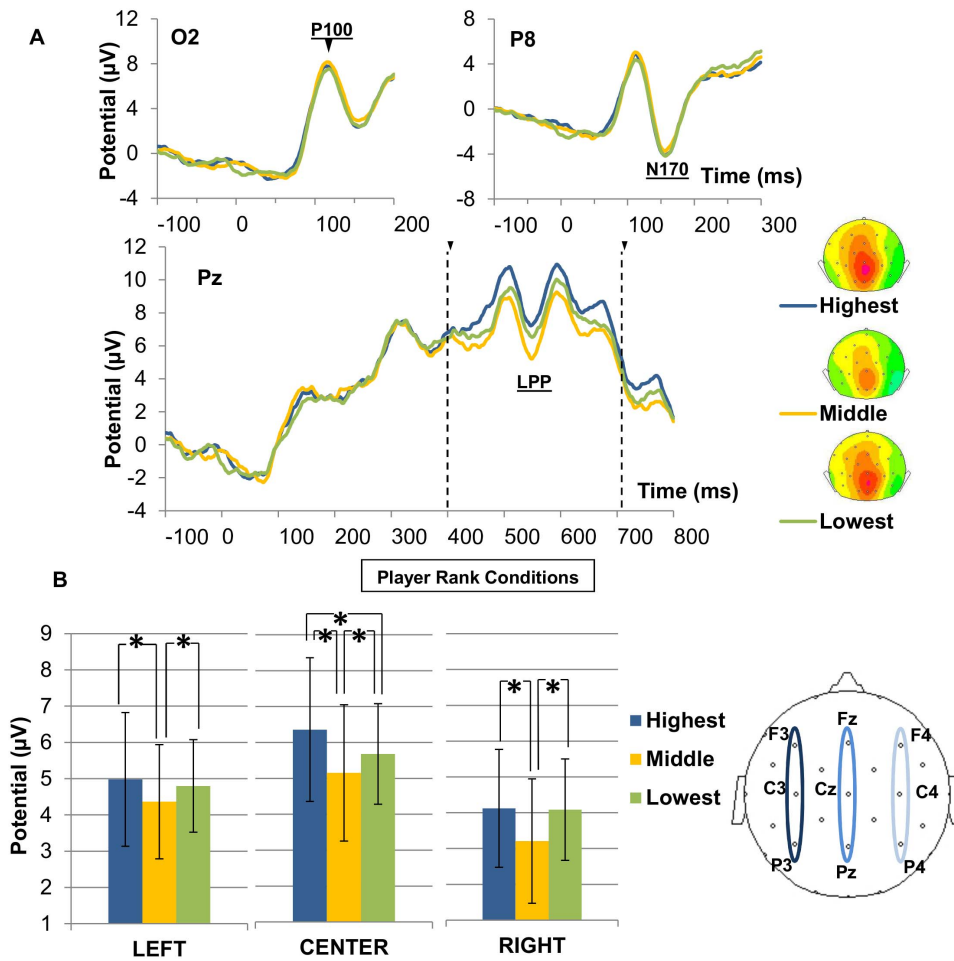 A
O2
P100
Potential (µV)
12
8
4
0
-4
-100
0
100
200
P8
N170
Time (ms)
8
4
0
-4
-8
-100
0
100
200
300
Pz
LPP
Potential (µV)
12
10
8
6
4
2
0
-2
-4
Time (ms)
-100
0
100
200
300
400
500
600
700
800
Highest
Middle
Lowest
Player Rank Conditions
B
Potential (µV)
9
8
7
6
5
4
3
2
1
* *
*
* *
* *
LEFT
CENTER
RIGHT
Highest
Middle
Lowest
F3 Fz F4
C3 Cz C4
P3 Pz P4